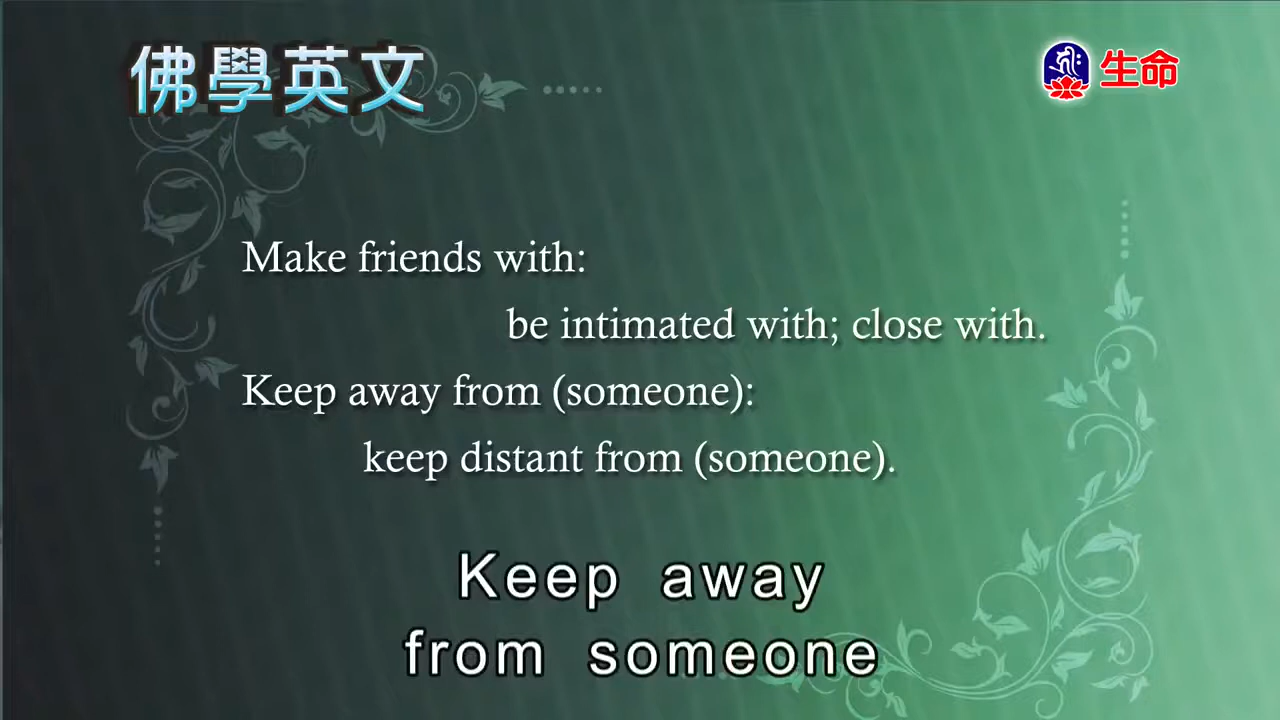 佛學英文
生命
Make friends with:
be intimated with; close with.
Keep away from (someone):
keep distant from (someone).
Keep away
from someone